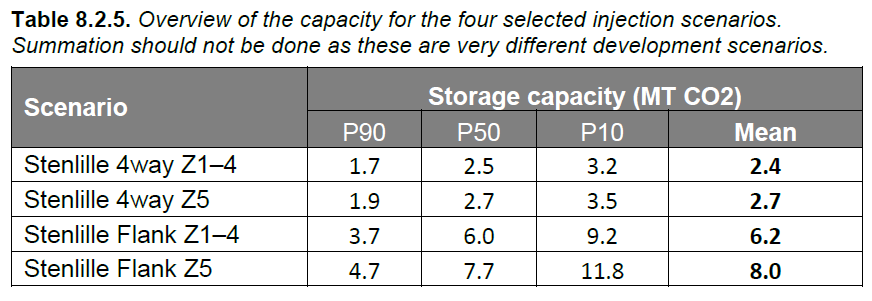 Table 8.2.5. Overview of the capacity for the four selected injection scenarios.
Summation should not be done as these are very different development scenarios.
Scenario Storage capacity (MT CO2)
P90 P50 P10 Mean
Stenlille 4way Z1–4 1.7 2.5 3.2 2.4
Stenlille 4way Z5 1.9 2.7 3.5 2.7
Stenlille Flank Z1–4 3.7 6.0 9.2 6.2
Stenlille Flank Z5 4.7 7.7 11.8 8.0